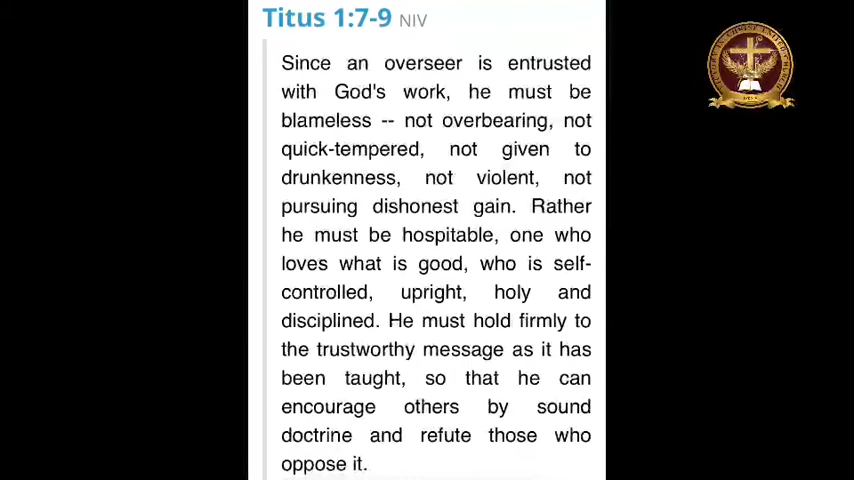 Titus 1:7-9 NIV
Since an overseer is entrusted
with God's work, he must be
blameless -- not overbearing, not
quick-tempered, not given to
drunkenness, not violent, not
pursuing dishonest gain. Rather
he must be hospitable, one who
loves what is good, who is self-
controlled, upright, holy and
disciplined. He must hold firmly to
the trustworthy message as it has
been taught, so that he can
encourage others by sound
doctrine and refute those who
oppose it.